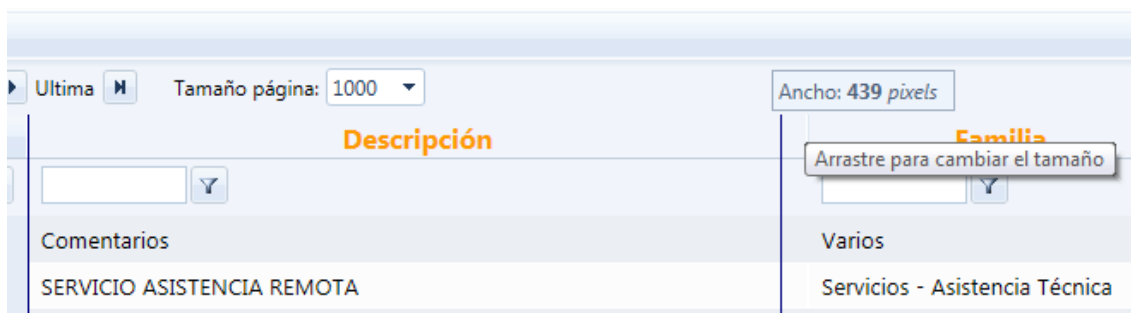 Ultima Tamaño página: 1000 Ancho: 439 pixels
Descripción Familia
Arrastre para cambiar el tamaño
Comentarios Varios
SERVICIO ASISTENCIA REMOTA Servicios - Asistencia Técnica